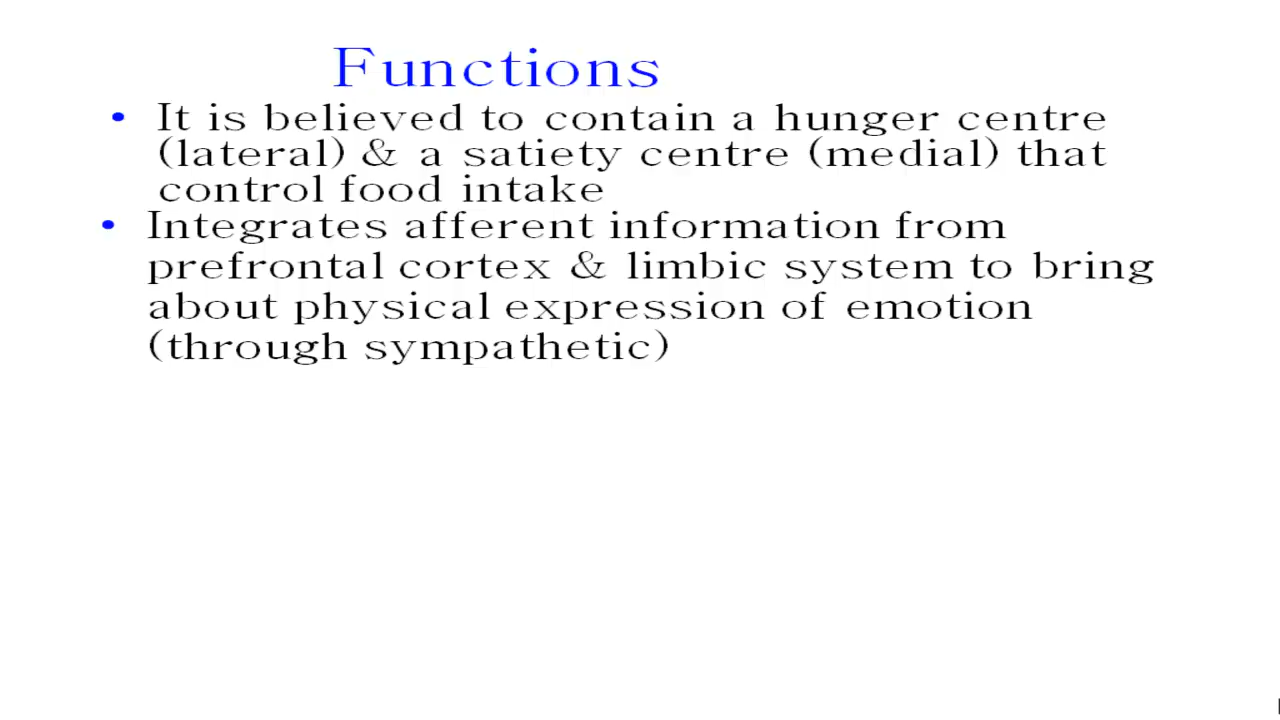 Functions
• It is believed to contain a hunger centre
(lateral) & a satiety centre (medial) that
control food intake
• Integrates afferent information from
prefrontal cortex & limbic system to bring
about physical expression of emotion
(through sympathetic)